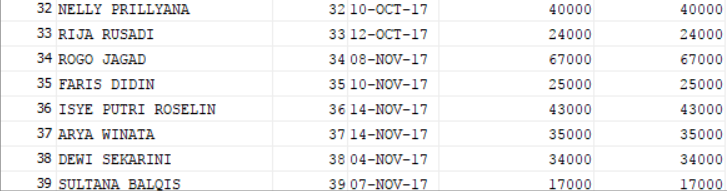 32 NELLY PRILLYANA 32 10-OCT-17 40000 40000
33 RIJA RUSADI 33 12-OCT-17 24000 24000
34 ROGO JAGAD 34 08-NOV-17 67000 67000
35 FARIS DIDIN 35 10-NOV-17 25000 25000
36 ISYE PUTRI ROSELIN 36 14-NOV-17 43000 43000
37 ARYA WINATA 37 14-NOV-17 35000 35000
38 DEWI SEKARINI 38 04-NOV-17 34000 34000
39 SULTANA BALQIS 39 07-NOV-17 17000 17000